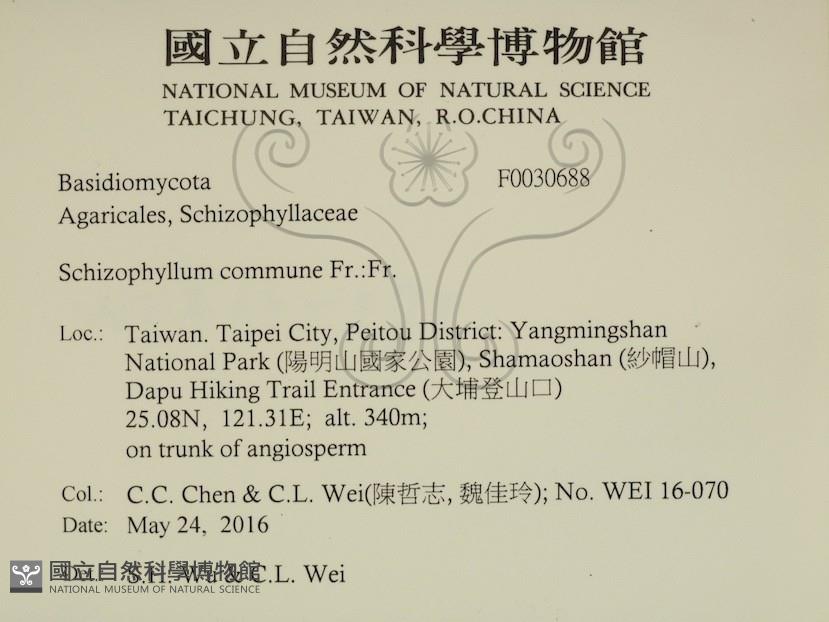 國立自然科學博物館
NATIONAL MUSEUM OF NATURAL SCIENCE
TAICHUNG, TAIWAN, R.O.CHINA
Basidiomycota F0030688
Agaricales, Schizophyllaceae
Schizophyllum commune Fr.:Fr.
Loc.: Taiwan. Taipei City, Peitou District: Yangmingshan
National Park (陽明山國家公園), Shamaoshan (紗帽山),
Dapu Hiking Trail Entrance (大埔登山口)
25.08N, 121.31E; alt. 340m;
on trunk of angiosperm
Col.: C.C. Chen & C.L. Wei(陳哲志, 魏佳玲); No. WEI 16-070
Date: May 24, 2016
S.H. Wu & C.L. Wei
國立自然科學博物館
NATIONAL MUSEUM OF NATURAL SCIENCE